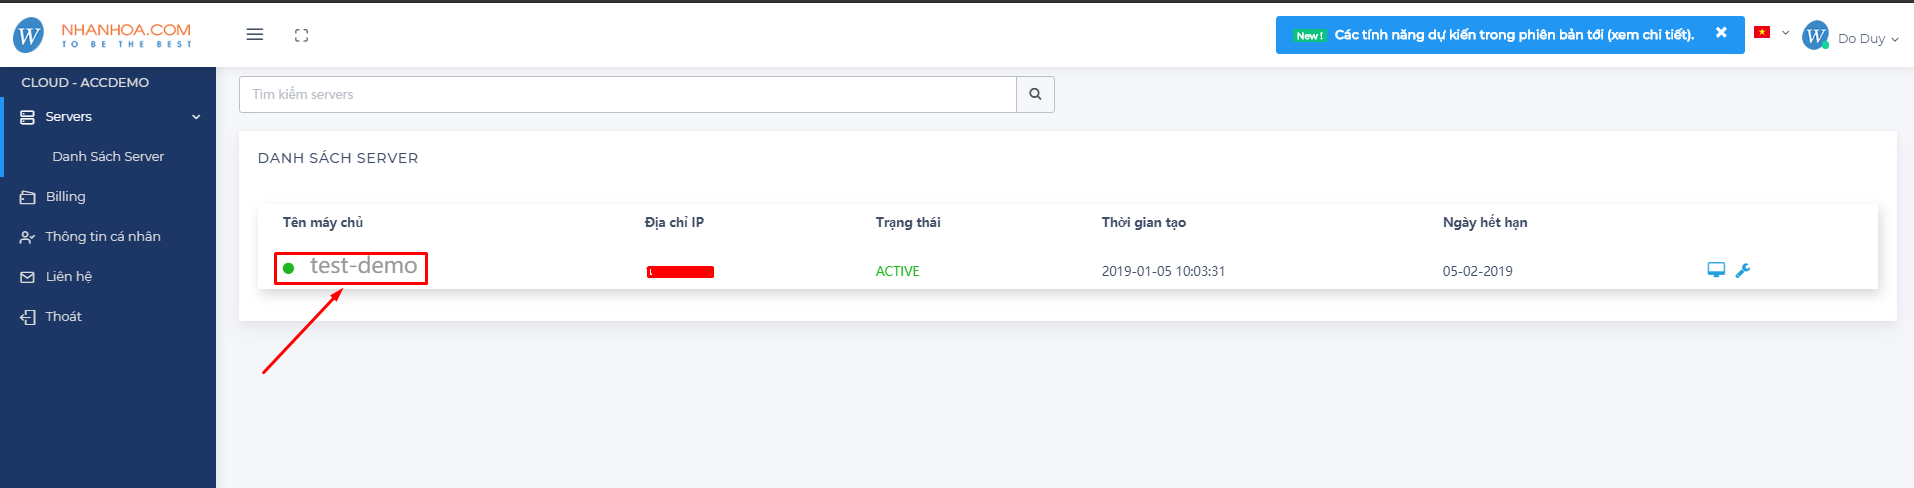 W NHANHOA.COM
TO BE THE BEST
New! Các tính năng dự kiến trong phiên bản tới (xem chi tiết).
W Do Duy
CLOUD - ACCDEMO
Servers
Danh Sách Server
Billing
Thông tin cá nhân
Liên hệ
Thoát
Tìm kiếm servers
DANH SÁCH SERVER
Tên máy chủ Địa chỉ IP Trạng thái Thời gian tạo Ngày hết hạn
test-demo ACTIVE 2019-01-05 10:03:31 05-02-2019